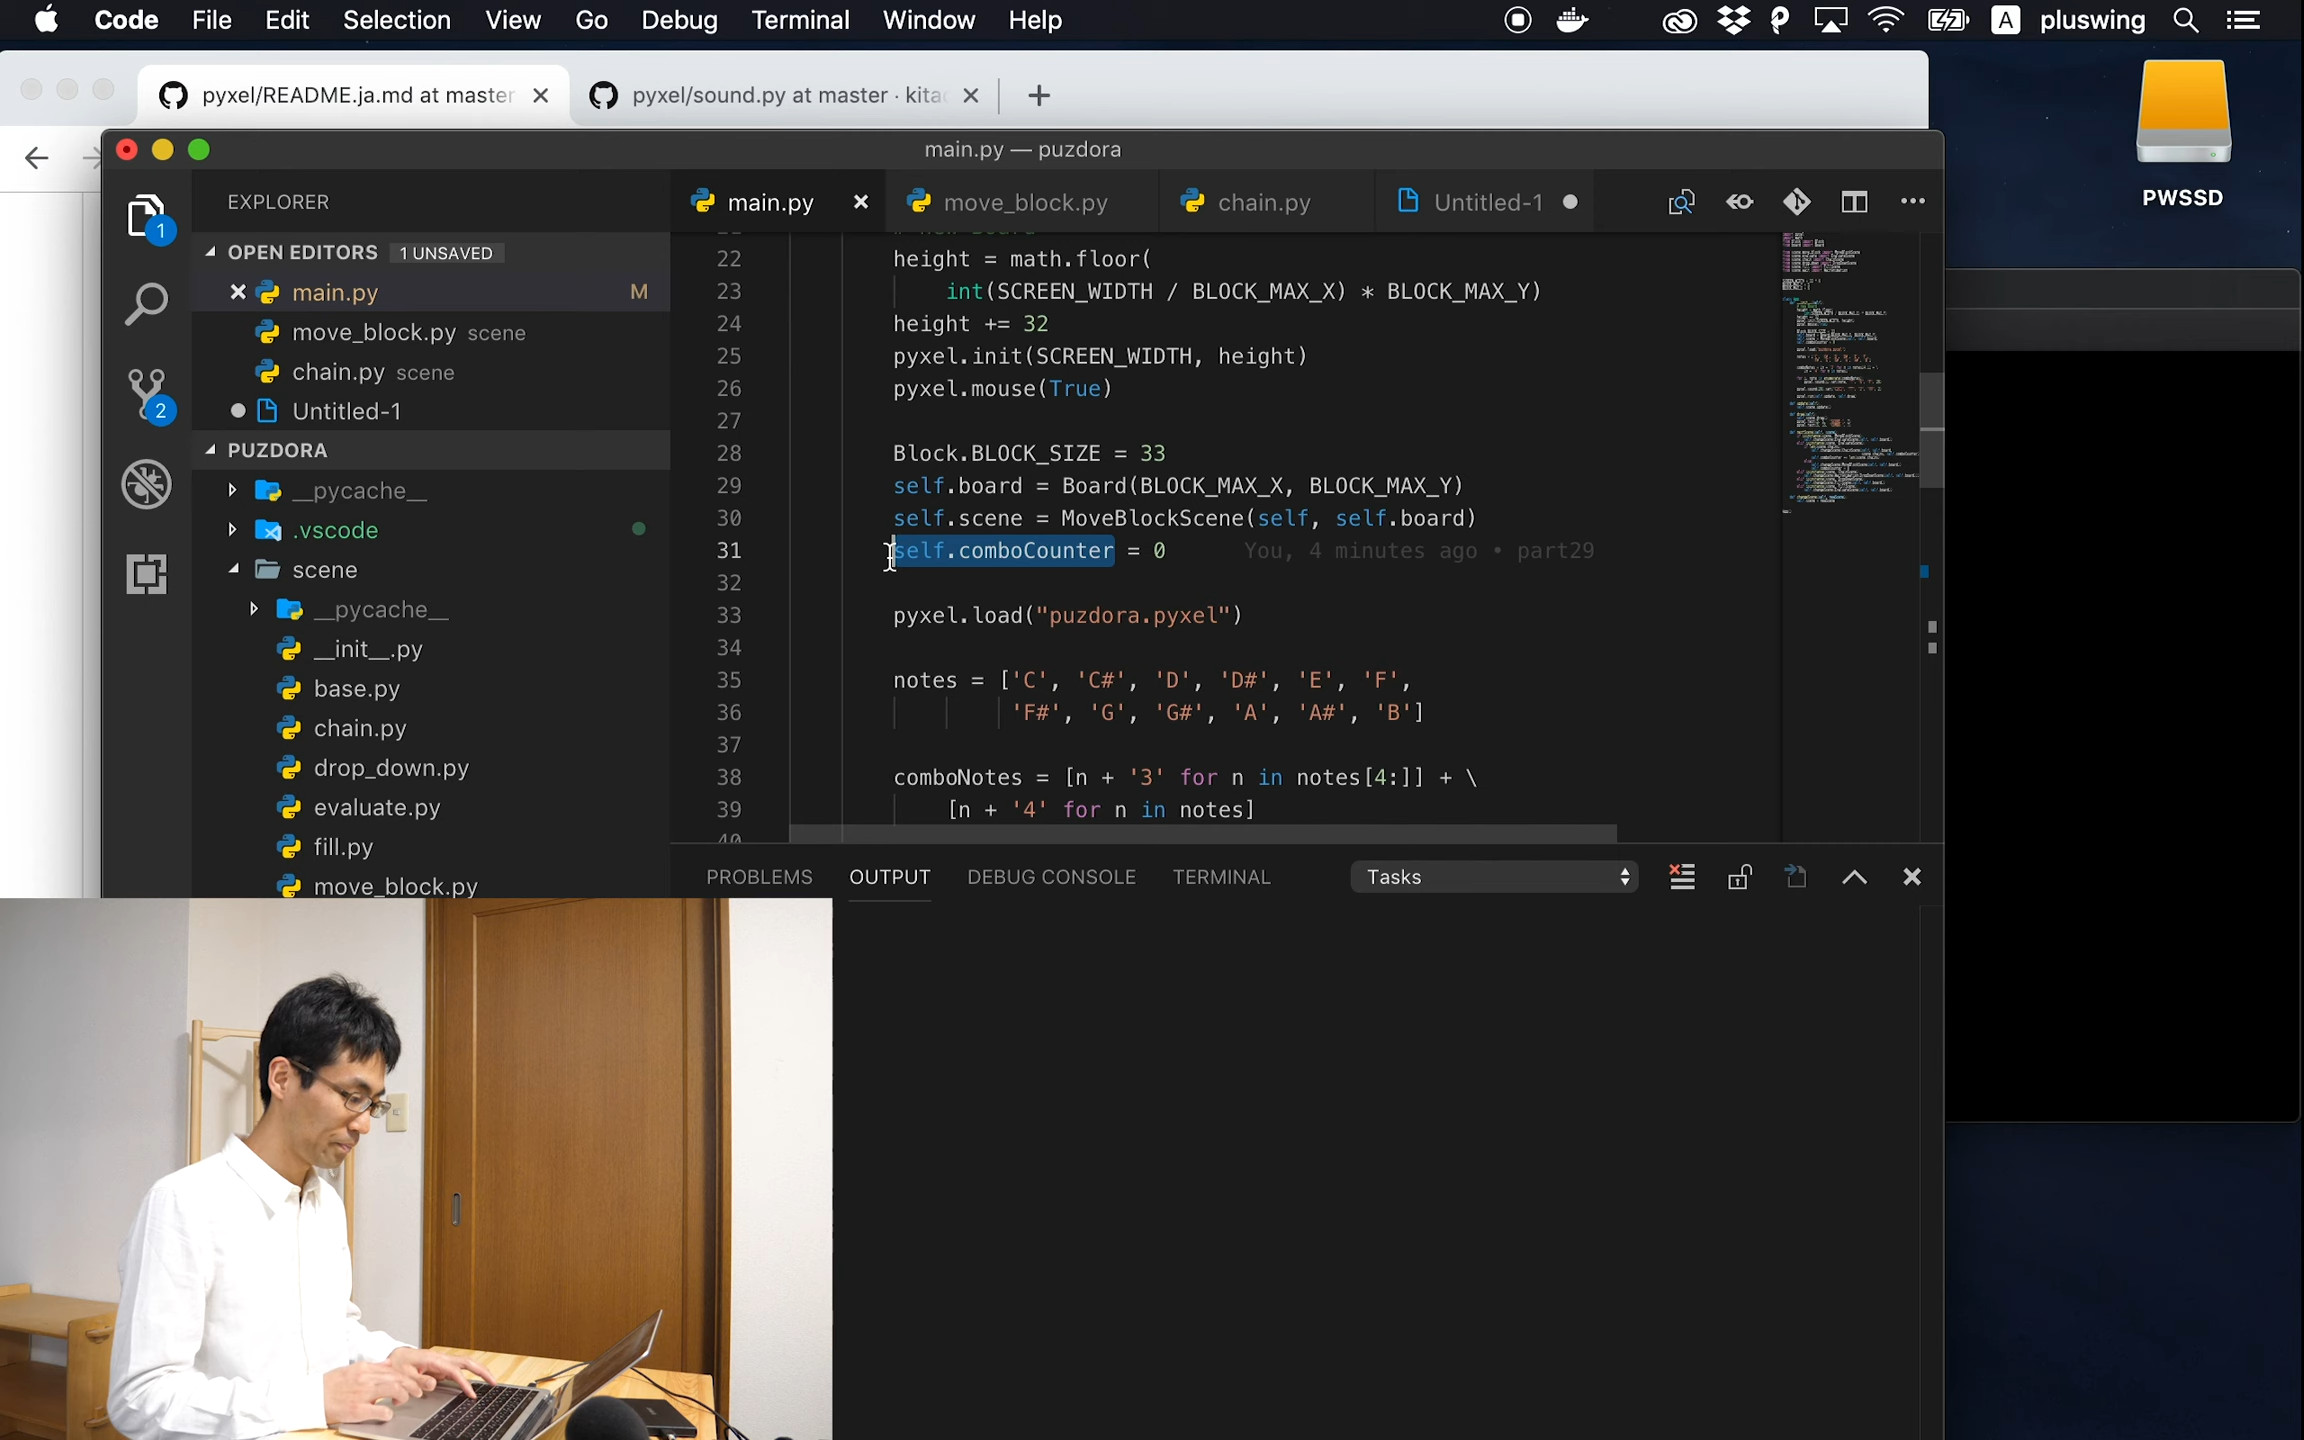 Code File Edit Selection View Go Debug Terminal Window Help
A pluswing
pyxel/README.ja.md at master
pyxel/sound.py at master · kita
PWSSD
main.py — puzdora
EXPLORER
main.py
move_block.py
chain.py
Untitled-1
OPEN EDITORS 1 UNSAVED
main.py M
move_block.py scene
chain.py scene
Untitled-1
PUZDORA
__pycache__
.vscode
scene
__pycache__
__init__.py
base.py
chain.py
drop_down.py
evaluate.py
fill.py
move_block.py
1
2
22 height = math.floor(
23 int(SCREEN_WIDTH / BLOCK_MAX_X) * BLOCK_MAX_Y)
24 height += 32
25 pyxel.init(SCREEN_WIDTH, height)
26 pyxel.mouse(True)
27
28 Block.BLOCK_SIZE = 33
29 self.board = Board(BLOCK_MAX_X, BLOCK_MAX_Y)
30 self.scene = MoveBlockScene(self, self.board)
31 self.comboCounter = 0 You, 4 minutes ago • part29
32
33 pyxel.load("puzdora.pyxel")
34
35 notes = ['C', 'C#', 'D', 'D#', 'E', 'F',
36 'F#', 'G', 'G#', 'A', 'A#', 'B']
37
38 comboNotes = [n + '3' for n in notes[4:]] + \
39 [n + '4' for n in notes]
40
PROBLEMS OUTPUT DEBUG CONSOLE TERMINAL Tasks